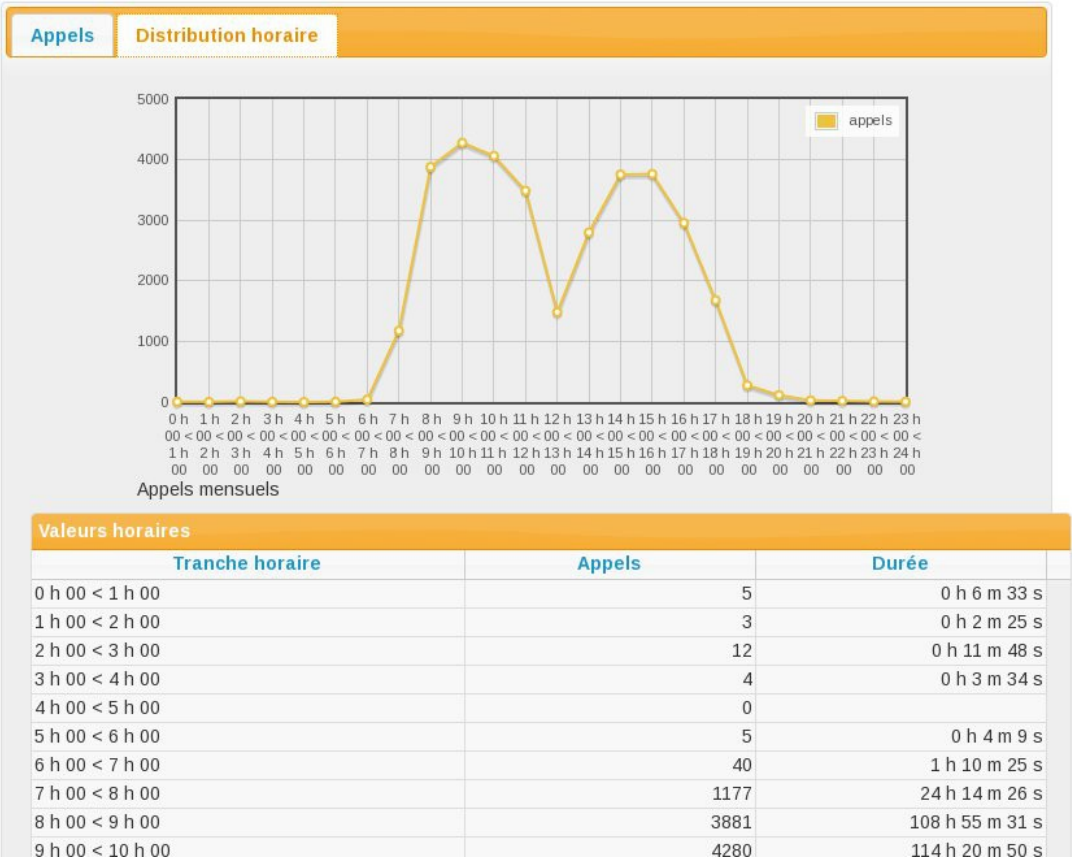 Appels Distribution horaire
5000
appels
4000
3000
2000
1000
0
0 h 1 h 2 h 3 h 4 h 5 h 6 h 7 h 8 h 9 h 10 h 11 h 12 h 13 h 14 h 15 h 16 h 17 h 18 h 19 h 20 h 21 h 22 h 23 h
00 < 00 < 00 < 00 < 00 < 00 < 00 < 00 < 00 < 00 < 00 < 00 < 00 < 00 < 00 < 00 < 00 < 00 < 00 < 00 < 00 < 00 < 00 < 00 <
1 h 2 h 3 h 4 h 5 h 6 h 7 h 8 h 9 h 10 h 11 h 12 h 13 h 14 h 15 h 16 h 17 h 18 h 19 h 20 h 21 h 22 h 23 h 24 h
00 00 00 00 00 00 00 00 00 00 00 00 00 00 00 00 00 00 00 00 00 00 00 00
Appels mensuels
Valeurs horaires
Tranche horaire Appels Durée
0 h 00 < 1 h 00 5 0 h 6 m 33 s
1 h 00 < 2 h 00 3 0 h 2 m 25 s
2 h 00 < 3 h 00 12 0 h 11 m 48 s
3 h 00 < 4 h 00 4 0 h 3 m 34 s
4 h 00 < 5 h 00 0
5 h 00 < 6 h 00 5 0 h 4 m 9 s
6 h 00 < 7 h 00 40 1 h 10 m 25 s
7 h 00 < 8 h 00 1177 24 h 14 m 26 s
8 h 00 < 9 h 00 3881 108 h 55 m 31 s
9 h 00 < 10 h 00 4280 114 h 20 m 50 s